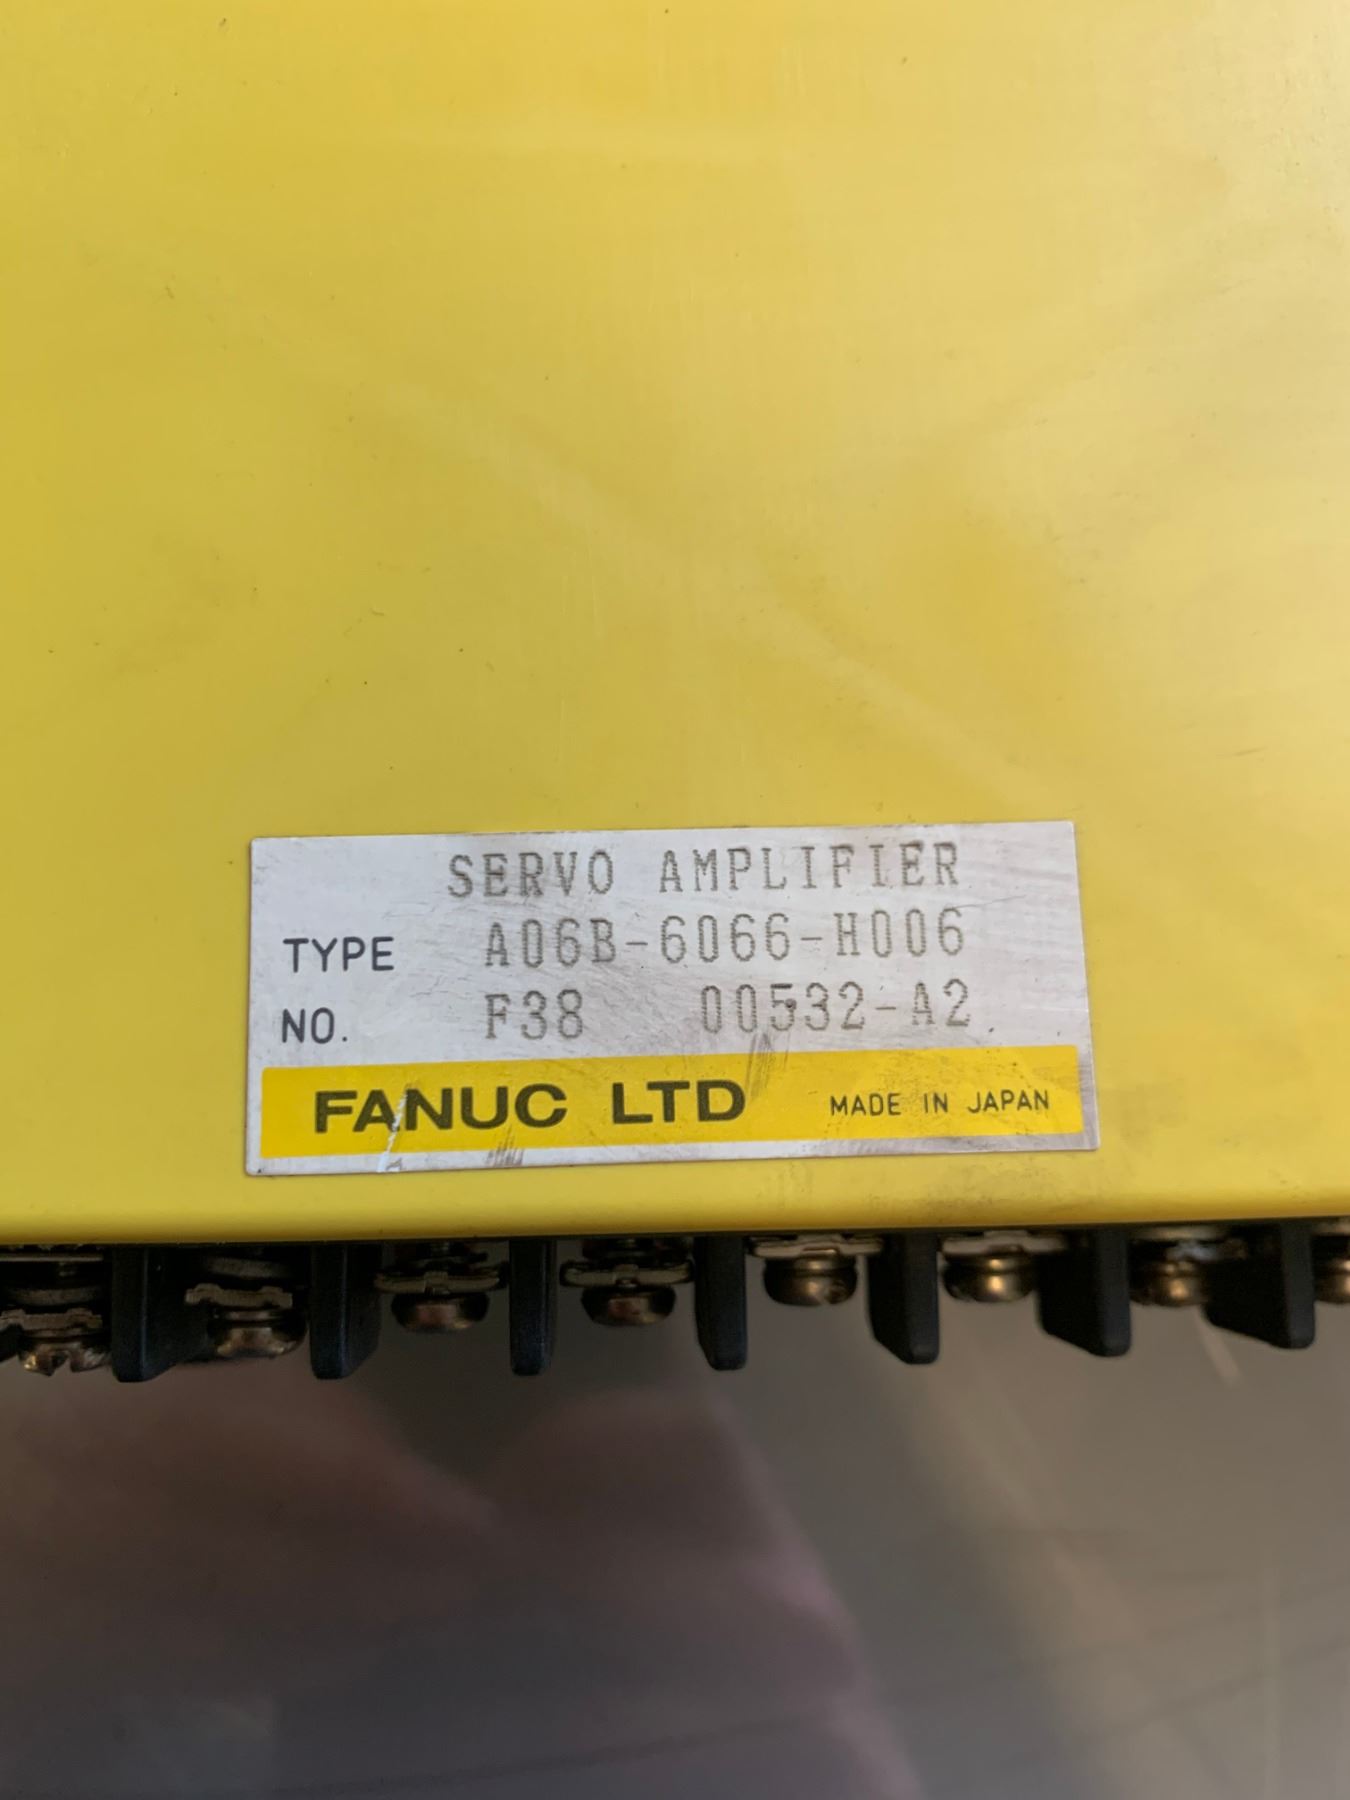 SERVO AMPLIFIER
TYPE A06B-6066-H006
NO. F38 00532-A2
FANUC LTD MADE IN JAPAN